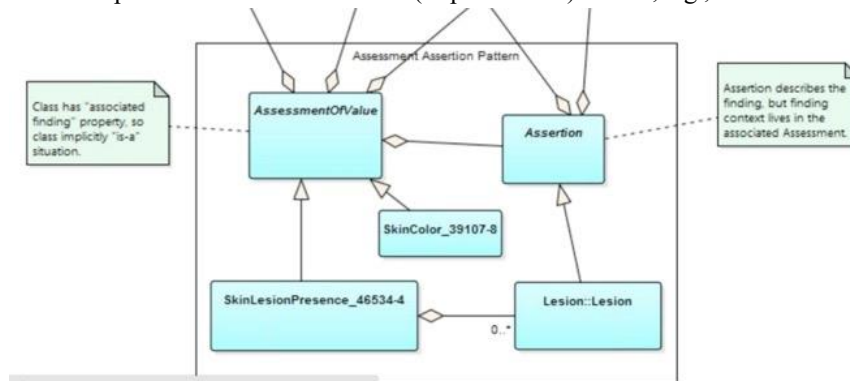 Assessment Assertion Pattern
Class has "associated
finding" property, so
class implicitly "is-a"
situation.
AssessmentOfValue
Assertion describes the
finding, but finding
context lives in the
associated Assessment.
Assertion
SkinColor_39107-8
SkinLesionPresence_46534-4
Lesion::Lesion
0..*